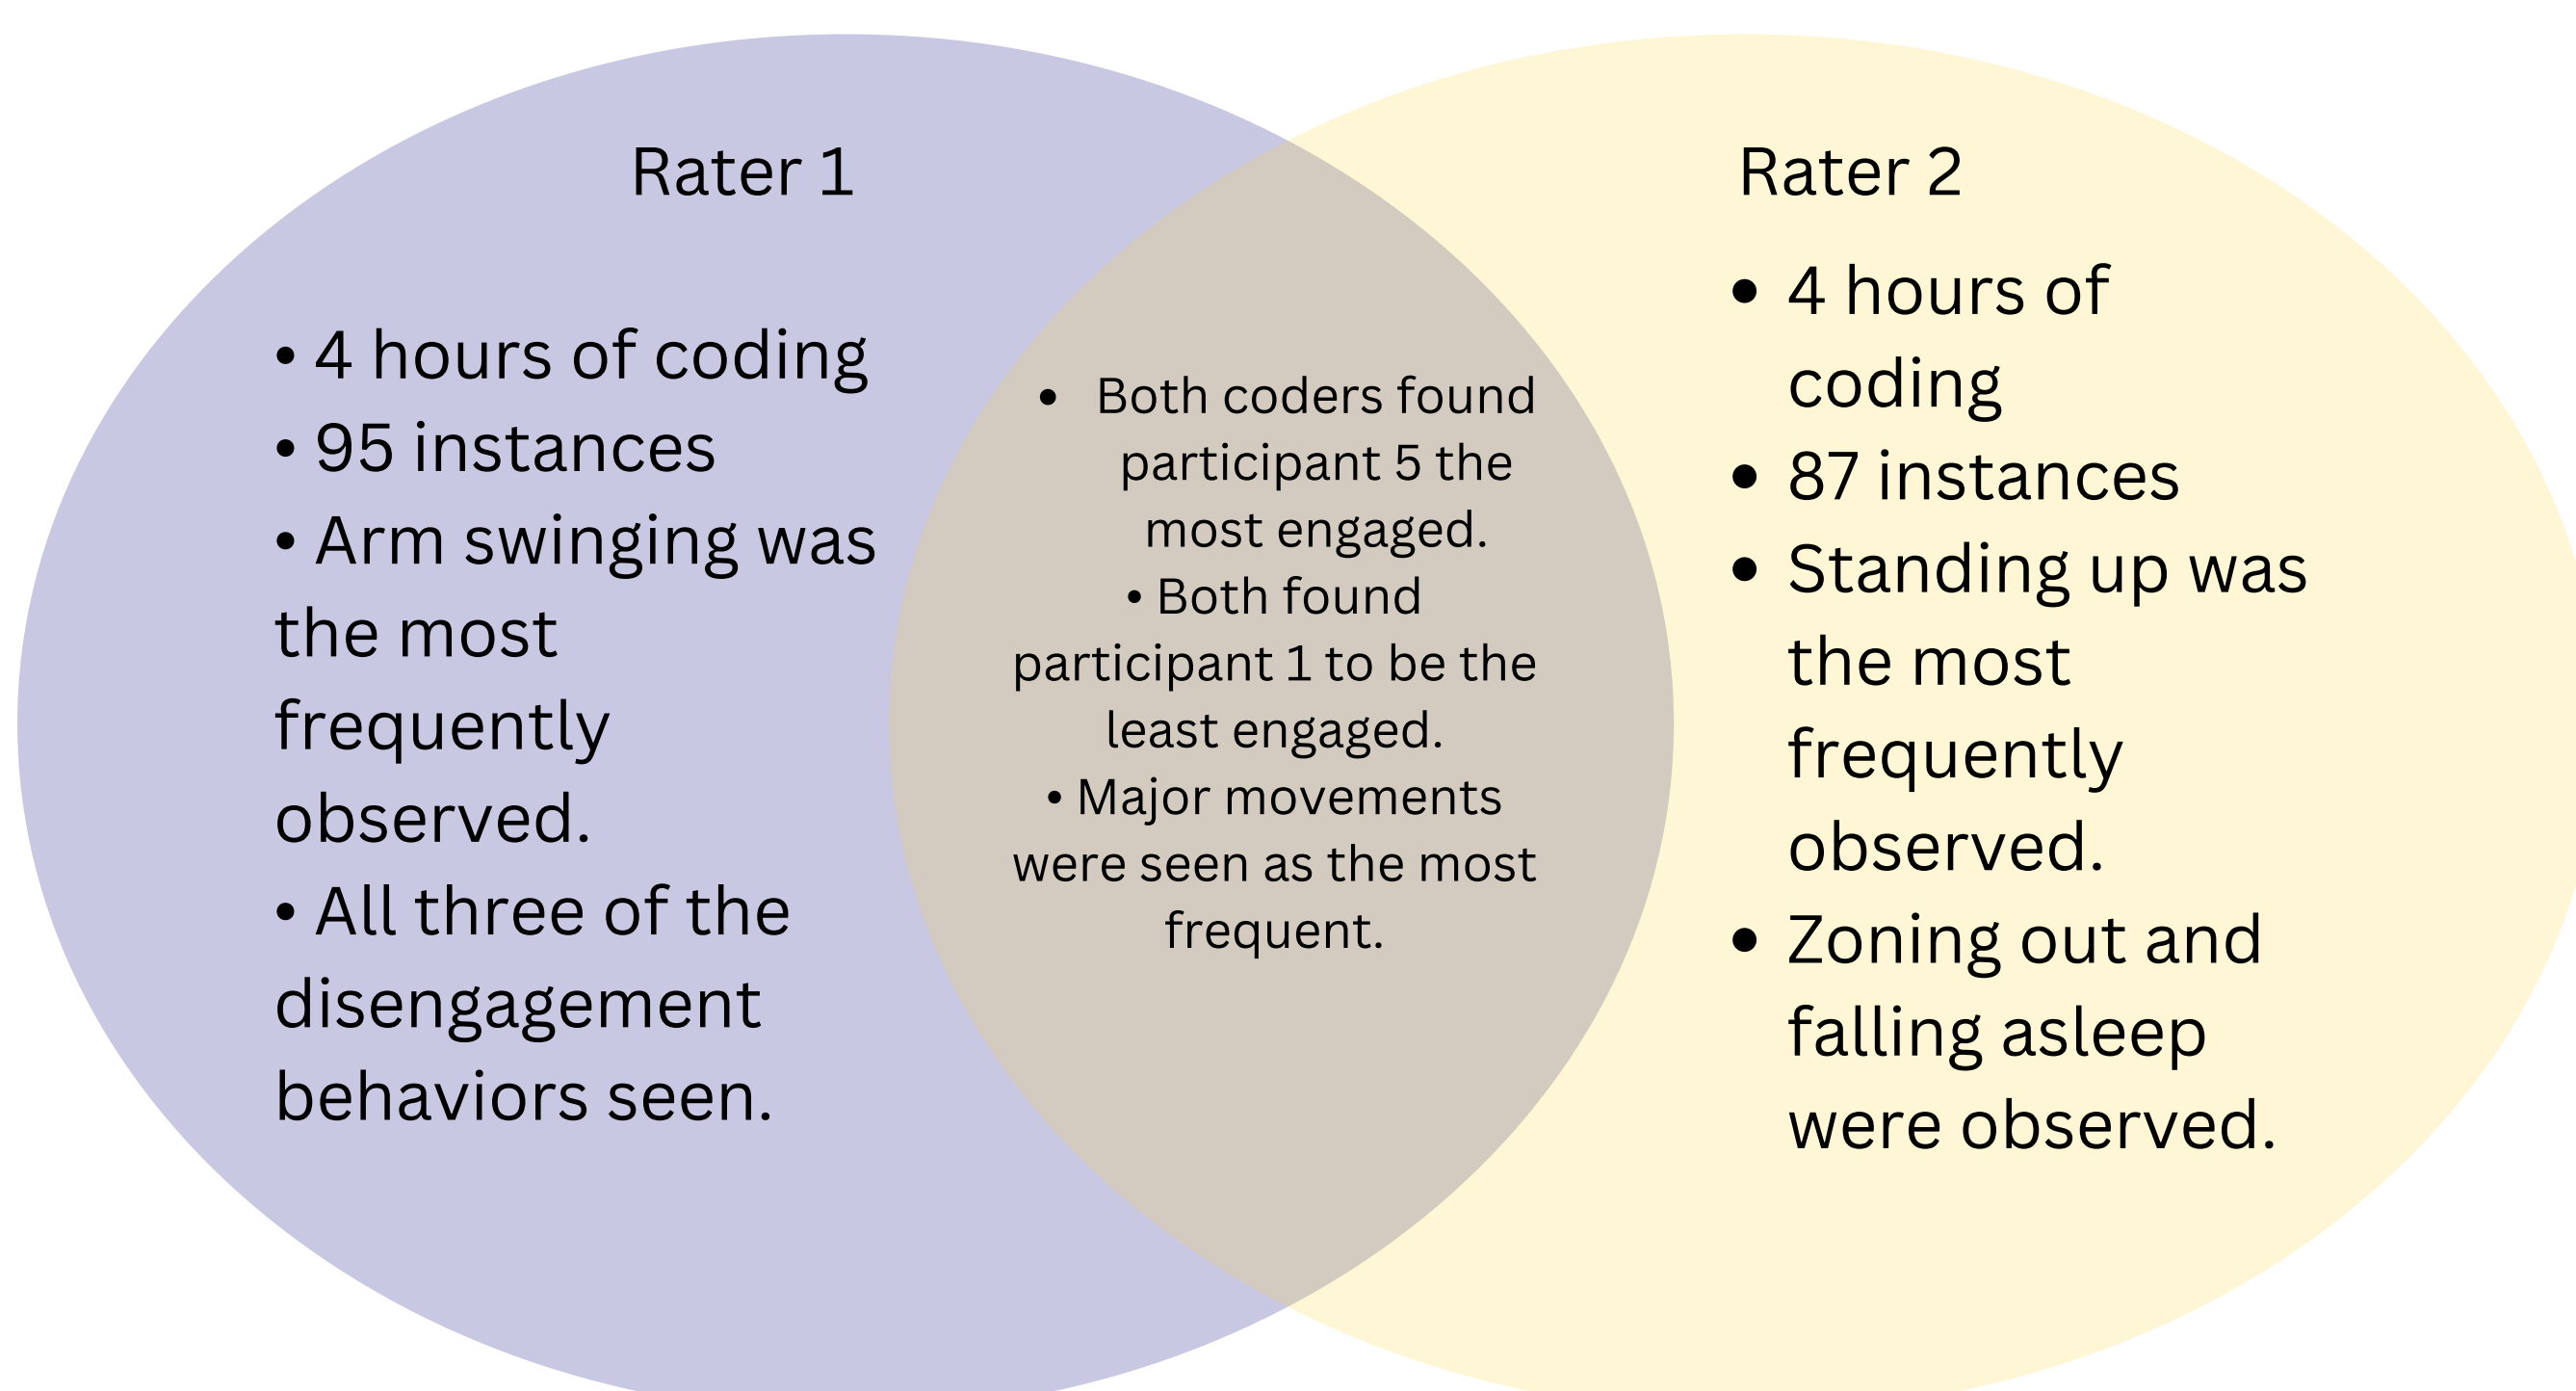 Rater 1
• 4 hours of coding
• 95 instances
• Arm swinging was
the most
frequently
observed.
• All three of the
disengagement
behaviors seen.
• Both coders found
participant 5 the
most engaged.
• Both found
participant 1 to be the
least engaged.
• Major movements
were seen as the most
frequent.
Rater 2
• 4 hours of
coding
• 87 instances
• Standing up was
the most
frequently
observed.
• Zoning out and
falling asleep
were observed.